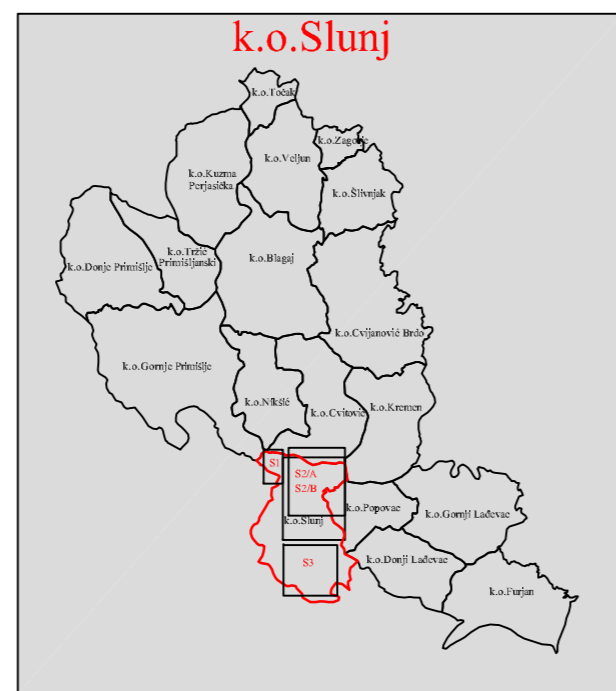 k.o.Slunj
k.o.Točak
k.o.Zagorje
k.o.Veljun
k.o.Kuzma
Perjasička
k.o.Šlivnjak
k.o.Tržić
Primišljanski
k.o.Blagaj
k.o.Donje Primišlje
k.o.Cvijanović Brdo
k.o.Gornje Primišlje
k.o.Nikšić
k.o.Cvitović
k.o.Kremen
S1
S2/A
S2/B
k.o.Popovac
k.o.Gornji Lađevac
k.o.Slunj
k.o.Donji Lađevac
S3
k.o.Furjan